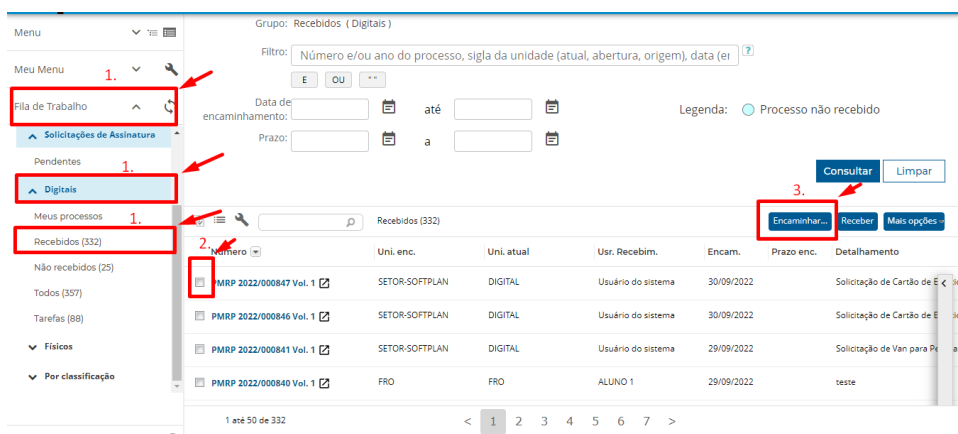 Menu
Meu Menu
1.
Fila de Trabalho
Solicitações de Assinatura
Pendentes
1.
Digitais
Meus processos
1.
Recebidos (332)
Não recebidos (25)
Todos (357)
Tarefas (88)
Físicos
Por classificação
Grupo: Recebidos ( Digitais )
Filtro: Número e/ou ano do processo, sigla da unidade (atual, abertura, origem), data (er ?
E OU " "
Data de encaminhamento: até
Legenda: Processo não recebido
Prazo: a
Consultar Limpar
3.
Recebidos (332) Encaminhar... Receber Mais opções
2.
Número Uni. enc. Uni. atual Usr. Recebim. Encam. Prazo enc. Detalhamento
PMRP 2022/000847 Vol. 1 SETOR-SOFTPLAN DIGITAL Usuário do sistema 30/09/2022 Solicitação de Cartão de E
PMRP 2022/000846 Vol. 1 SETOR-SOFTPLAN DIGITAL Usuário do sistema 30/09/2022 Solicitação de Cartão de E
PMRP 2022/000841 Vol. 1 SETOR-SOFTPLAN DIGITAL Usuário do sistema 29/09/2022 Solicitação de Van para Pe
PMRP 2022/000840 Vol. 1 FRO FRO ALUNO 1 29/09/2022 teste
1 até 50 de 332 < 1 2 3 4 5 6 7 >